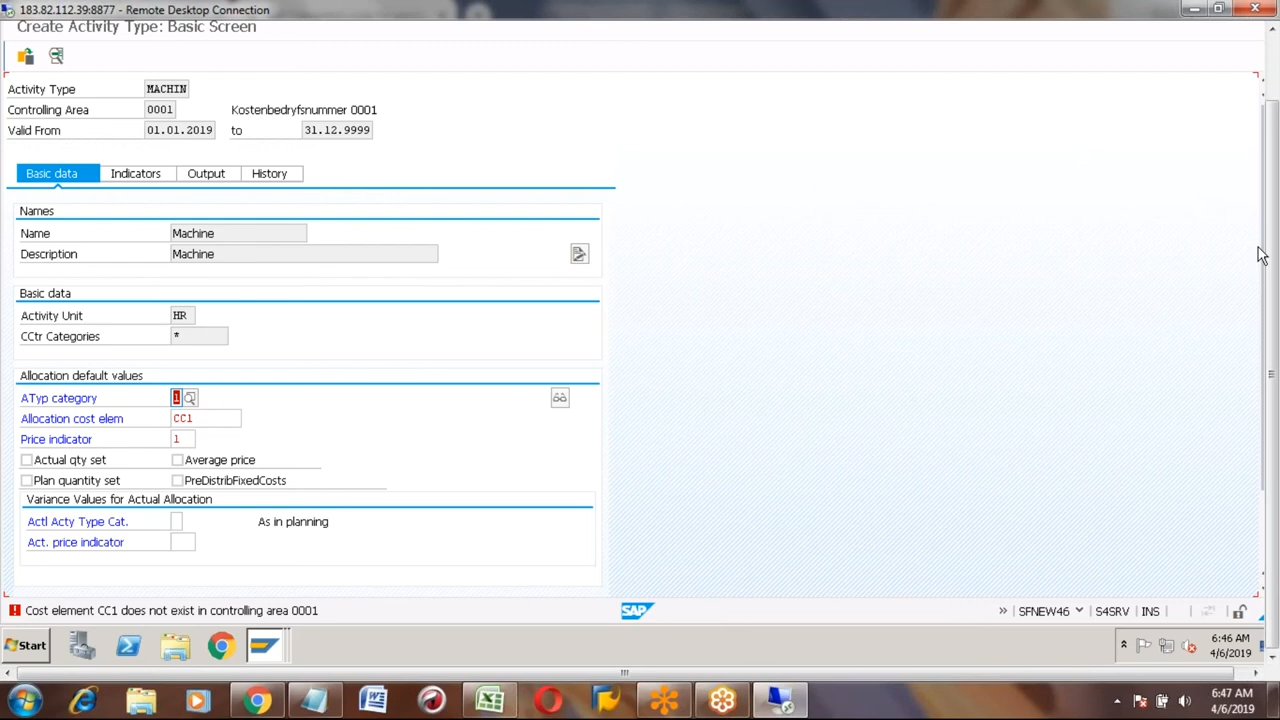 183.82.112.39:8877 - Remote Desktop Connection
Create Activity Type: Basic Screen
Activity Type MACHIN
Controlling Area 0001 Kostenbedryfsnummer 0001
Valid From 01.01.2019 to 31.12.9999
Basic data Indicators Output History
Names
Name Machine
Description Machine
Basic data
Activity Unit HR
CCtr Categories *
Allocation default values
ATyp category 1
Allocation cost elem CC1
Price indicator 1
Actual qty set Average price
Plan quantity set PreDistribFixedCosts
Variance Values for Actual Allocation
Actl Acty Type Cat. As in planning
Act. price indicator
Cost element CC1 does not exist in controlling area 0001 SAP » SFNEW46 S4SRV INS
Start 6:46 AM
4/6/2019
6:47 AM
4/6/2019